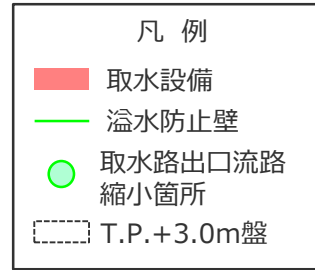 凡 例
取水設備
溢水防止壁
取水路出口流路
縮小箇所
T.P.+3.0m盤